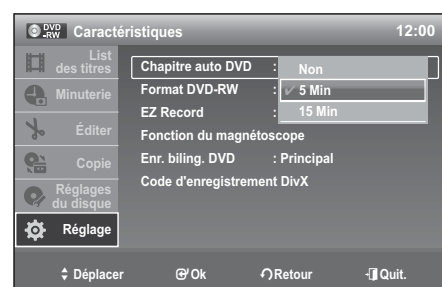 DVD-RW Caractéristiques 12:00
List des titres
Minuterie
Éditer
Copie
Réglages du disque
Réglage
Chapitre auto DVD :
Format DVD-RW :
EZ Record :
Fonction du magnétoscope
Enr. biling. DVD : Principal
Code d'enregistrement DivX
Non
✓ 5 Min
15 Min
Déplacer Ok Retour Quit.